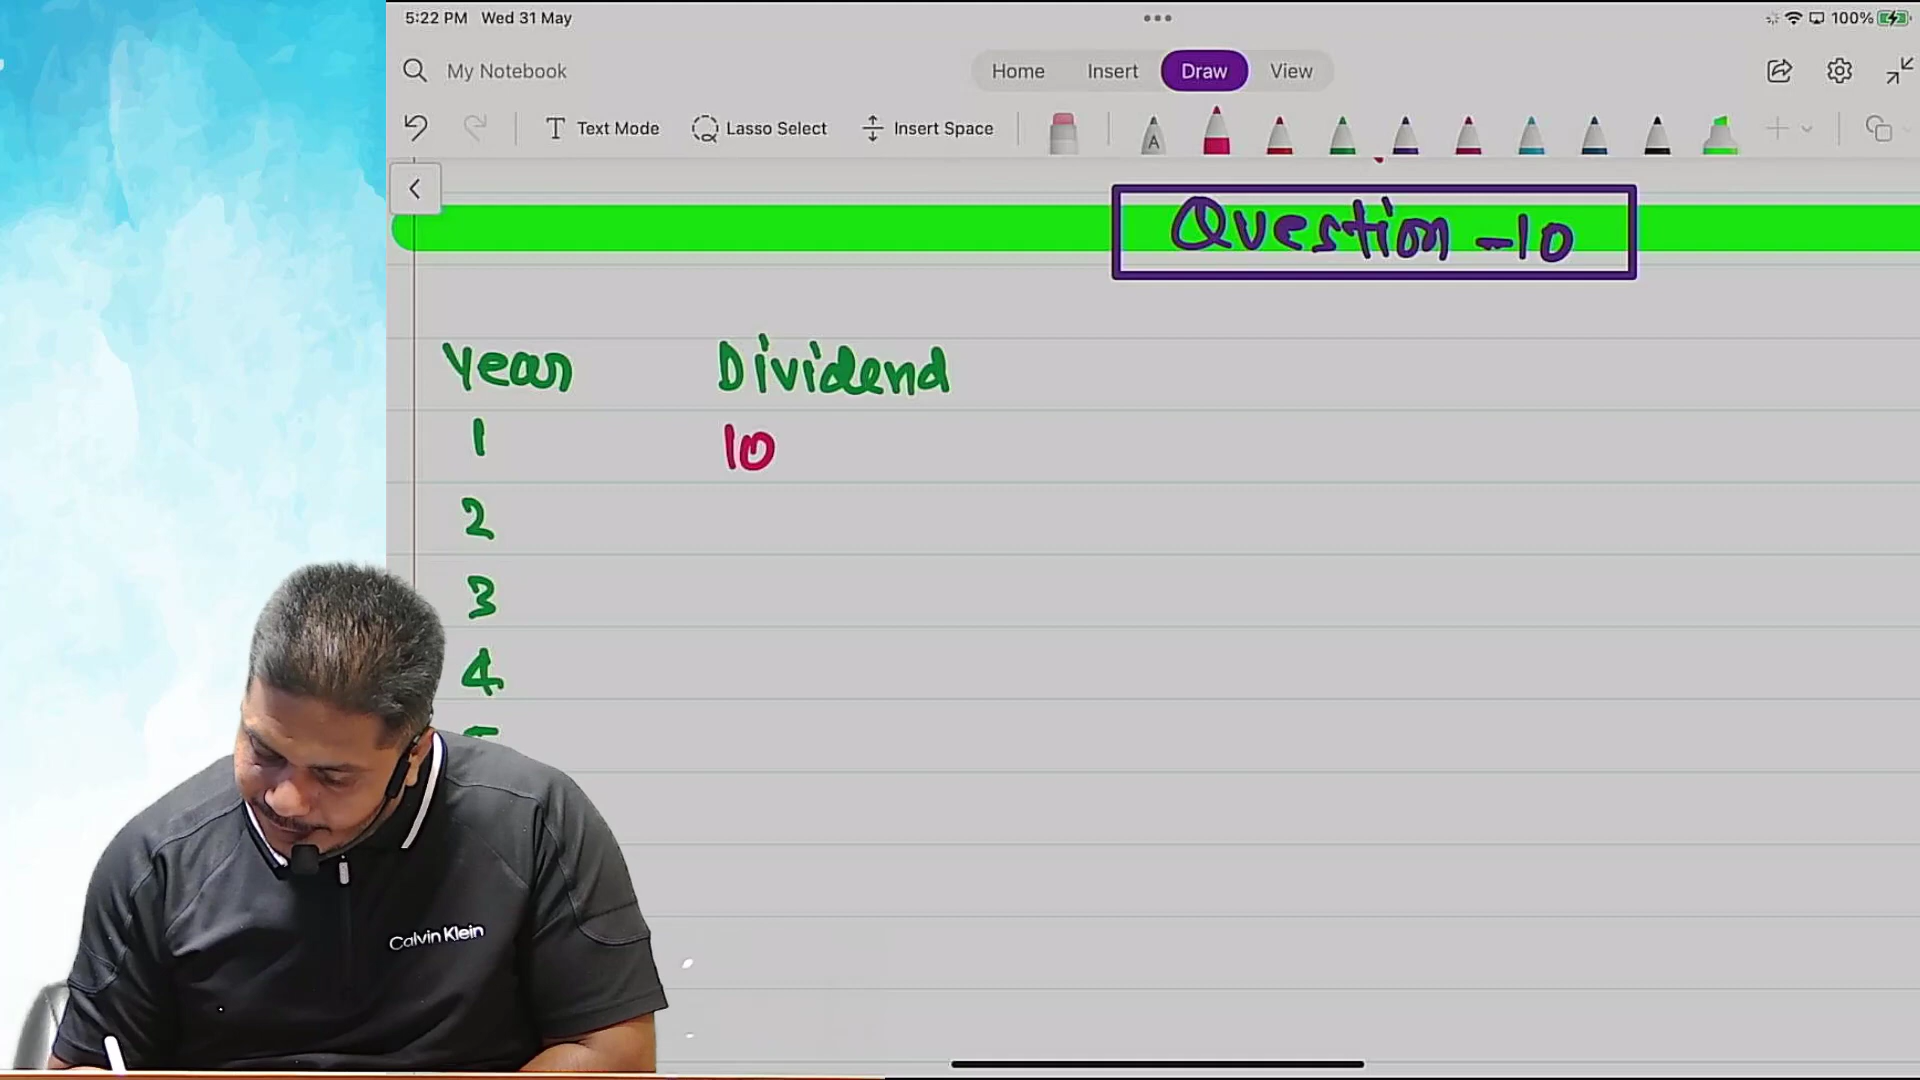 5:22 PM Wed 31 May
100%
My Notebook
Home Insert Draw View
Text Mode Lasso Select Insert Space
A
Question - 10
Year Dividend
1 10
2
3
4
Calvin Klein